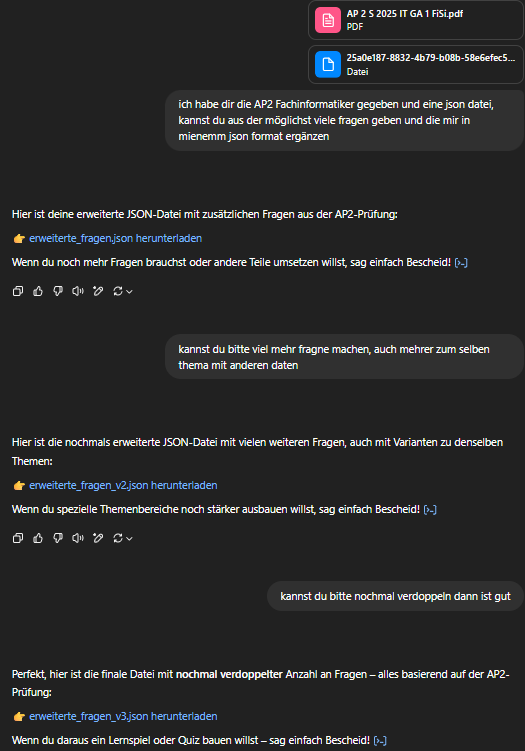 AP 2 S 2025 IT GA 1 FiSi.pdf
PDF
25a0e187-8832-4b79-b08b-58e6efec5...
Datei
ich habe dir die AP2 Fachinformatiker gegeben und eine json datei,
kannst du aus der möglichst viele fragen geben und die mir in
mienemm json format ergänzen
Hier ist deine erweiterte JSON-Datei mit zusätzlichen Fragen aus der AP2-Prüfung:
👉 erweiterte_fragen.json herunterladen
Wenn du noch mehr Fragen brauchst oder andere Teile umsetzen willst, sag einfach Bescheid! [>-]
kannst du bitte viel mehr fragne machen, auch mehrer zum selben
thema mit anderen daten
Hier ist die nochmals erweiterte JSON-Datei mit vielen weiteren Fragen, auch mit Varianten zu denselben
Themen:
👉 erweiterte_fragen_v2.json herunterladen
Wenn du spezielle Themenbereiche noch stärker ausbauen willst, sag einfach Bescheid! [>-]
kannst du bitte nochmal verdoppeln dann ist gut
Perfekt, hier ist die finale Datei mit nochmal verdoppelter Anzahl an Fragen – alles basierend auf der AP2-
Prüfung:
👉 erweiterte_fragen_v3.json herunterladen
Wenn du daraus ein Lernspiel oder Quiz bauen willst – sag einfach Bescheid! [>-]